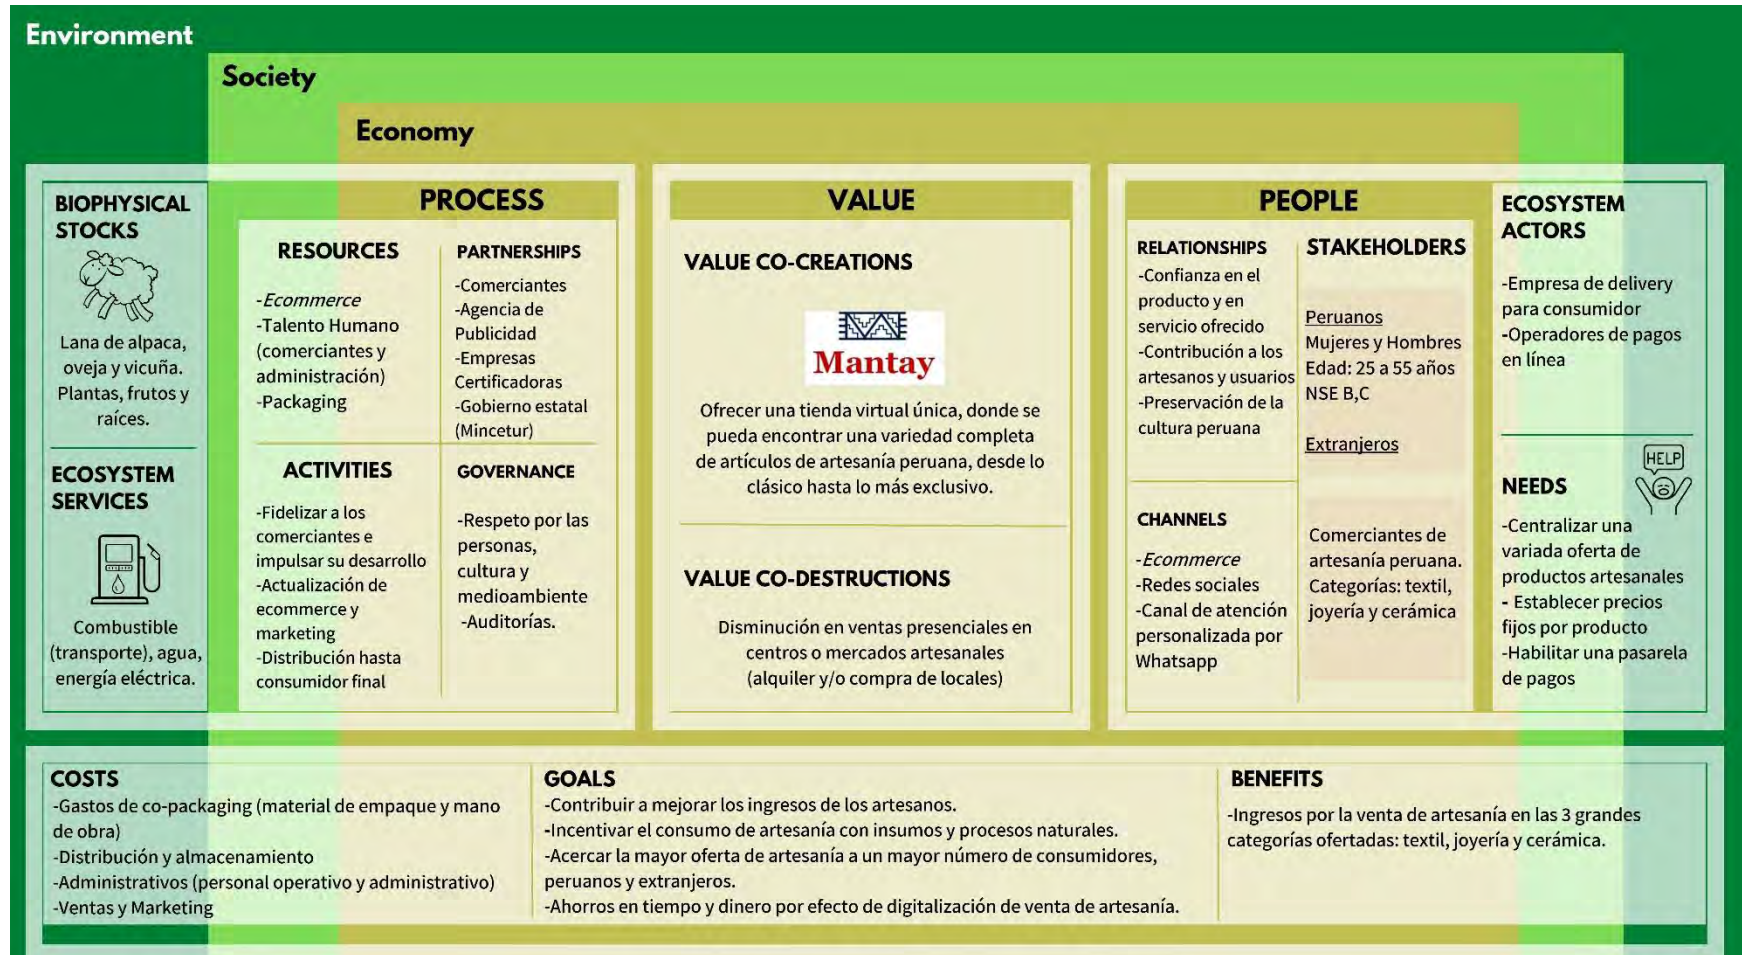 Environment
Society
Economy
BIOPHYSICAL
STOCKS
Lana de alpaca,
oveja y vicuña.
Plantas, frutos y
raíces.
ECOSYSTEM
SERVICES
Combustible
(transporte), agua,
energía eléctrica.
PROCESS
RESOURCES
-Ecommerce
-Talento Humano
(comerciantes y
administración)
-Packaging
PARTNERSHIPS
-Comerciantes
-Agencia de
Publicidad
-Empresas
Certificadoras
-Gobierno estatal
(Mincetur)
ACTIVITIES
-Fidelizar a los
comerciantes e
impulsar su desarrollo
-Actualización de
ecommerce y
marketing
-Distribución hasta
consumidor final
GOVERNANCE
-Respeto por las
personas,
cultura y
medioambiente
-Auditorías.
VALUE
VALUE CO-CREATIONS
Mantay
Ofrecer una tienda virtual única, donde se
pueda encontrar una variedad completa
de artículos de artesanía peruana, desde lo
clásico hasta lo más exclusivo.
VALUE CO-DESTRUCTIONS
Disminución en ventas presenciales en
centros o mercados artesanales
(alquiler y/o compra de locales)
PEOPLE
RELATIONSHIPS
-Confianza en el
producto y en
servicio ofrecido
-Contribución a los
artesanos y usuarios
-Preservación de la
cultura peruana
STAKEHOLDERS
Peruanos
Mujeres y Hombres
Edad: 25 a 55 años
NSE B,C
Extranjeros
Comerciantes de
artesanía peruana.
Categorías: textil,
joyería y cerámica
CHANNELS
-Ecommerce
-Redes sociales
-Canal de atención
personalizada por
Whatsapp
ECOSYSTEM
ACTORS
-Empresa de delivery
para consumidor
-Operadores de pagos
en línea
HELP
NEEDS
-Centralizar una
variada oferta de
productos artesanales
- Establecer precios
fijos por producto
-Habilitar una pasarela
de pagos
COSTS
-Gastos de co-packaging (material de empaque y mano
de obra)
-Distribución y almacenamiento
-Administrativos (personal operativo y administrativo)
-Ventas y Marketing
GOALS
-Contribuir a mejorar los ingresos de los artesanos.
-Incentivar el consumo de artesanía con insumos y procesos naturales.
-Acercar la mayor oferta de artesanía a un mayor número de consumidores,
peruanos y extranjeros.
-Ahorros en tiempo y dinero por efecto de digitalización de venta de artesanía.
BENEFITS
-Ingresos por la venta de artesanía en las 3 grandes
categorías ofertadas: textil, joyería y cerámica.